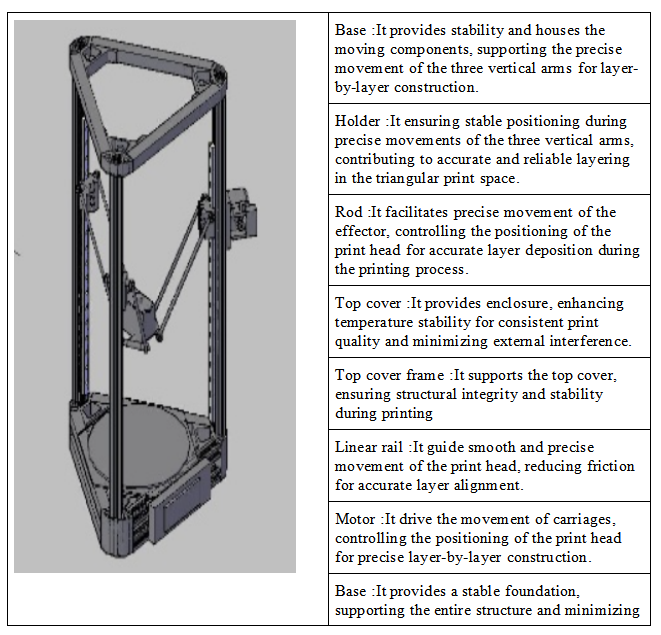 Base :It provides stability and houses the
moving components, supporting the precise
movement of the three vertical arms for layer-
by-layer construction.
Holder :It ensuring stable positioning during
precise movements of the three vertical arms,
contributing to accurate and reliable layering
in the triangular print space.
Rod :It facilitates precise movement of the
effector, controlling the positioning of the
print head for accurate layer deposition during
the printing process.
Top cover :It provides enclosure, enhancing
temperature stability for consistent print
quality and minimizing external interference.
Top cover frame :It supports the top cover,
ensuring structural integrity and stability
during printing
Linear rail :It guide smooth and precise
movement of the print head, reducing friction
for accurate layer alignment.
Motor :It drive the movement of carriages,
controlling the positioning of the print head
for precise layer-by-layer construction.
Base :It provides a stable foundation,
supporting the entire structure and minimizing